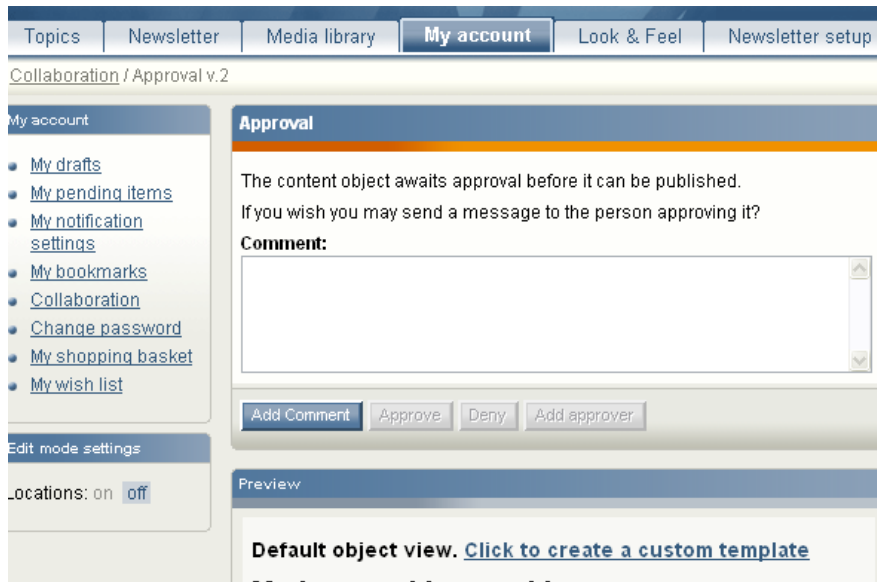 Topics Newsletter Media library My account Look & Feel Newsletter setup
Collaboration / Approval v.2
My account
My drafts
My pending items
My notification
settings
My bookmarks
Collaboration
Change password
My shopping basket
My wish list
Edit mode settings
Locations: on off
Approval
The content object awaits approval before it can be published.
If you wish you may send a message to the person approving it?
Comment:
Add Comment Approve Deny Add approver
Preview
Default object view. Click to create a custom template